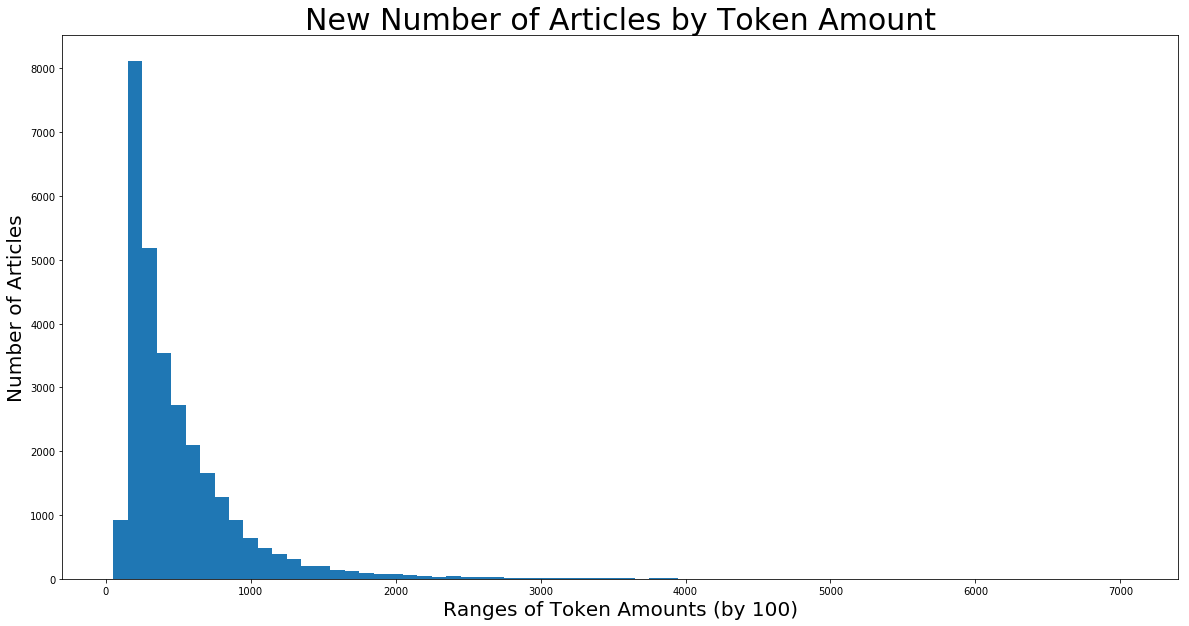 New Number of Articles by Token Amount
8000
7000
6000
5000
4000
3000
2000
1000
0
Number of Articles
0 1000 2000 3000 4000 5000 6000 7000
Ranges of Token Amounts (by 100)